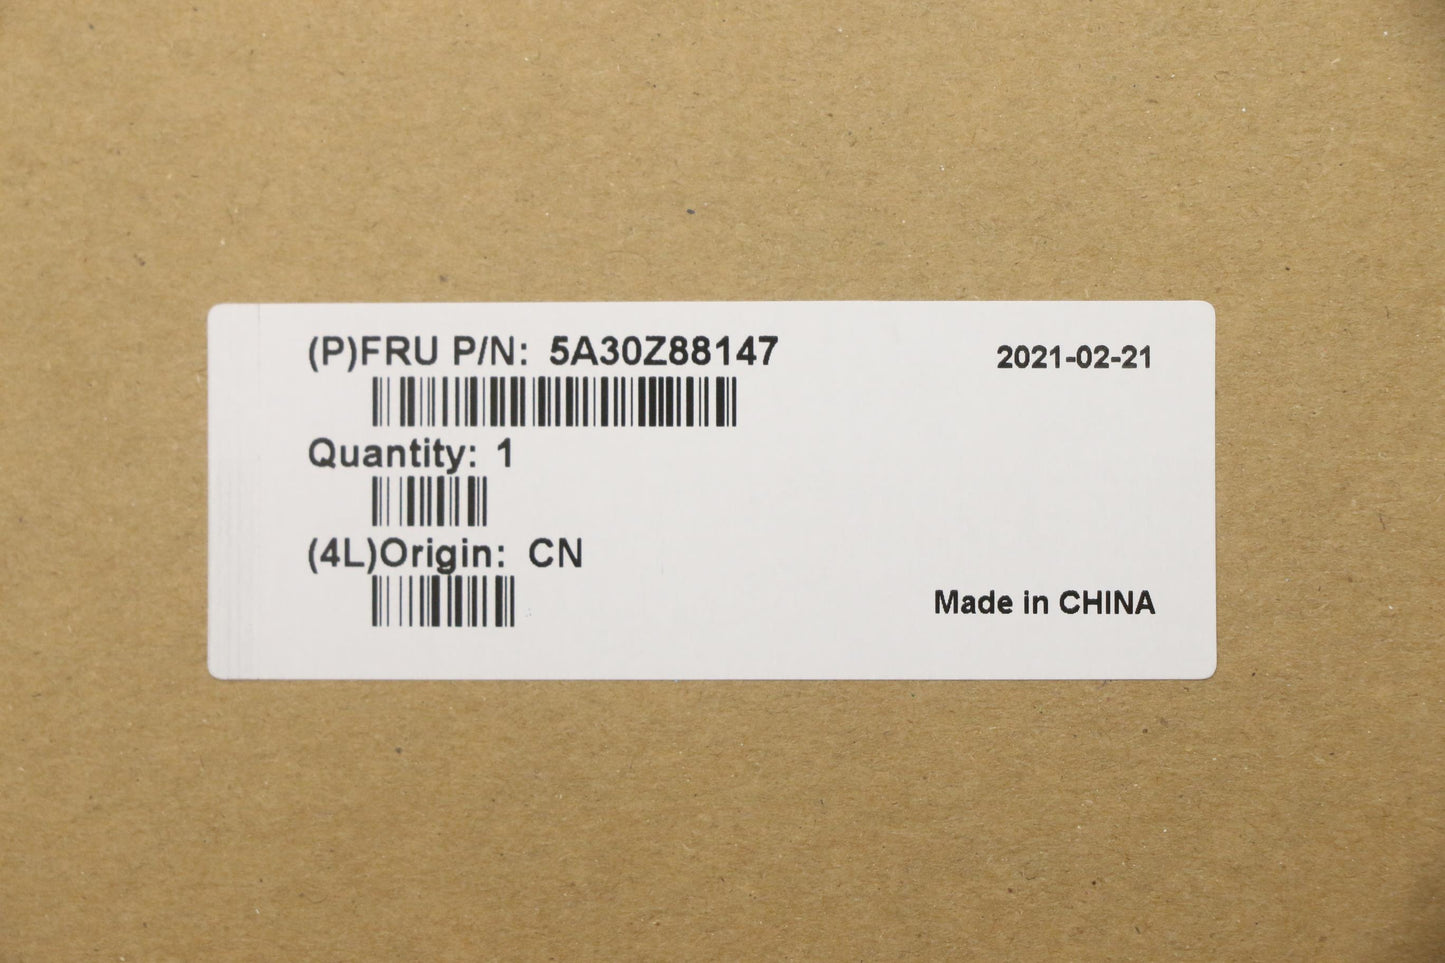 (P)FRU P/N: 5A30Z88147
2021-02-21
Quantity: 1
(4L)Origin: CN
Made in CHINA